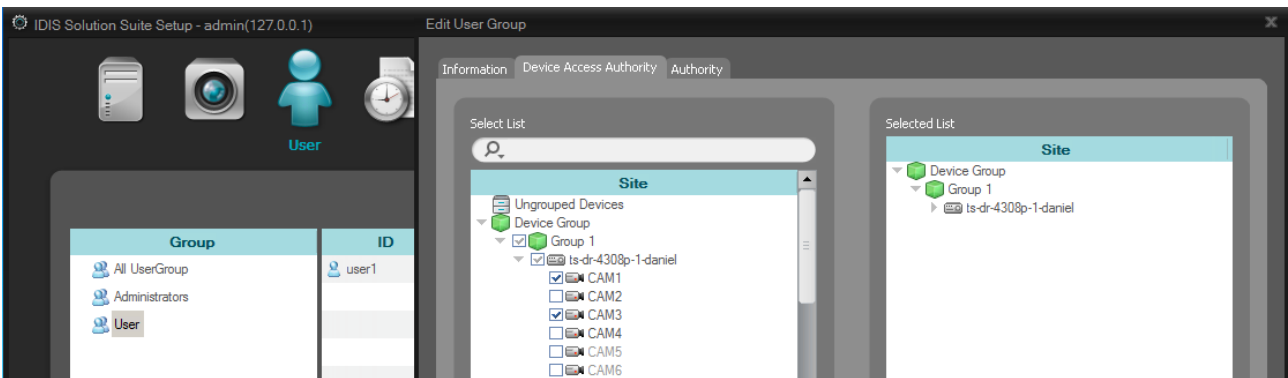 IDIS Solution Suite Setup - admin(127.0.0.1)
User
Group
ID
All UserGroup
user1
Administrators
User
Edit User Group
Information
Device Access Authority
Authority
Select List
Site
Ungrouped Devices
Device Group
Group 1
ts-dr-4308p-1-daniel
CAM1
CAM2
CAM3
CAM4
CAM5
CAM6
Selected List
Site
Device Group
Group 1
ts-dr-4308p-1-daniel